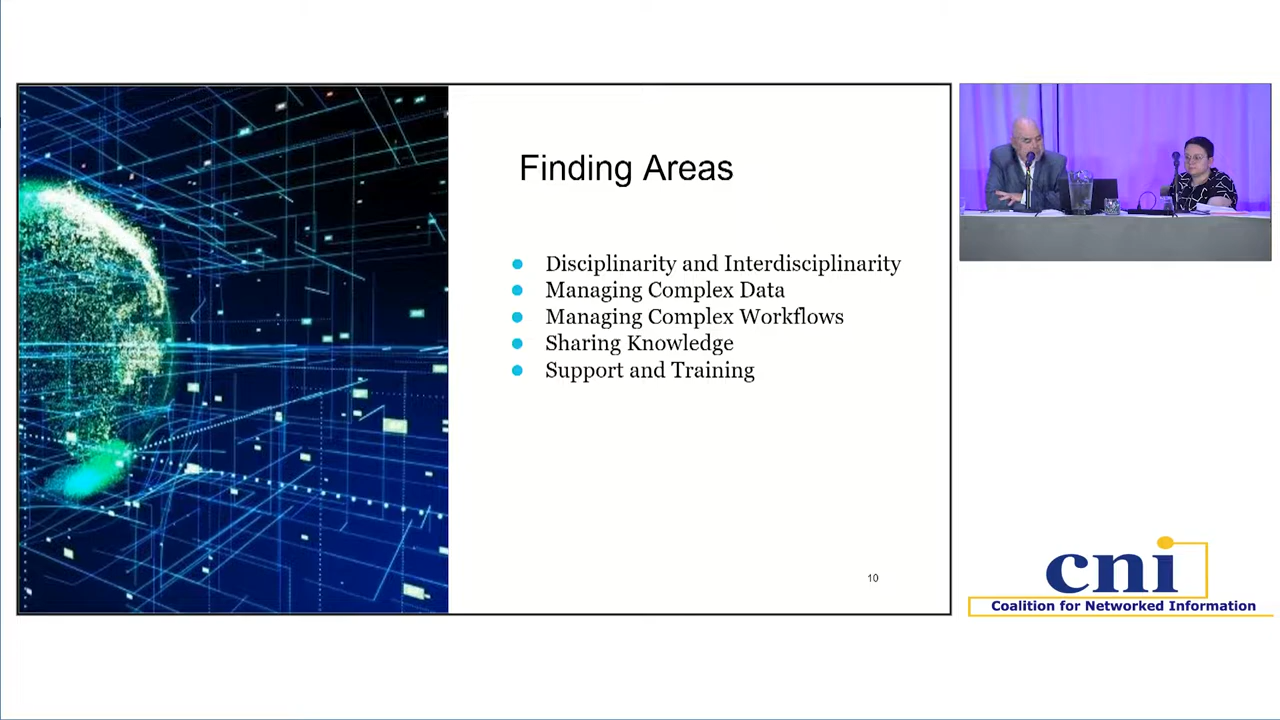 Finding Areas
Disciplinarity and Interdisciplinarity
Managing Complex Data
Managing Complex Workflows
Sharing Knowledge
Support and Training
10
cni
Coalition for Networked Information